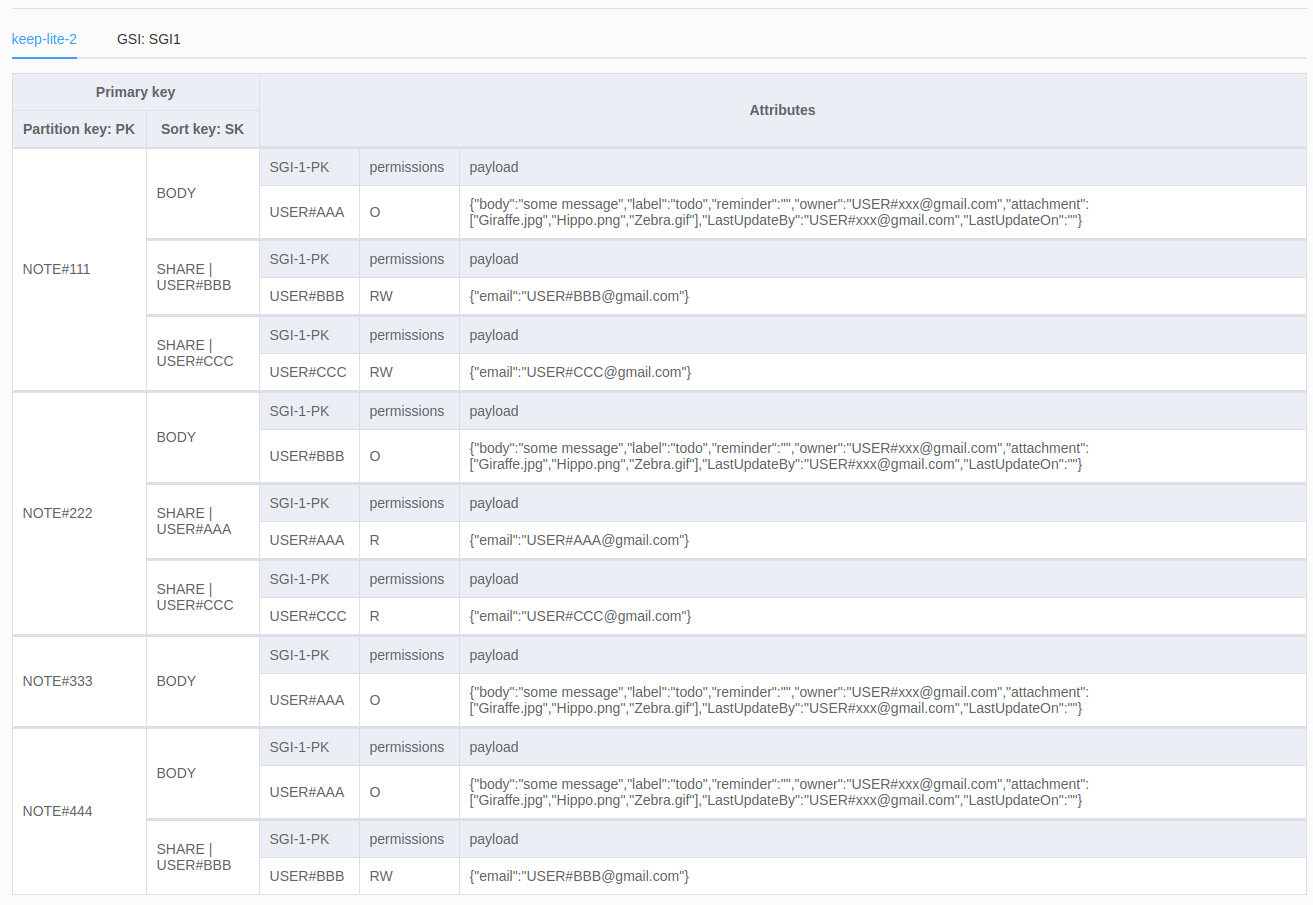 keep-lite-2 GSI: SGI1
Primary key
Attributes
Partition key: PK Sort key: SK
NOTE#111
BODY
SGI-1-PK permissions payload
USER#AAA O {"body":"some message","label":"todo","reminder":"","owner":"USER#xxx@gmail.com","attachment":
["Giraffe.jpg","Hippo.png","Zebra.gif"],"LastUpdateBy":"USER#xxx@gmail.com","LastUpdateOn":""}
SHARE |
USER#BBB
SGI-1-PK permissions payload
USER#BBB RW {"email":"USER#BBB@gmail.com"}
SHARE |
USER#CCC
SGI-1-PK permissions payload
USER#CCC RW {"email":"USER#CCC@gmail.com"}
NOTE#222
BODY
SGI-1-PK permissions payload
USER#BBB O {"body":"some message","label":"todo","reminder":"","owner":"USER#xxx@gmail.com","attachment":
["Giraffe.jpg","Hippo.png","Zebra.gif"],"LastUpdateBy":"USER#xxx@gmail.com","LastUpdateOn":""}
SHARE |
USER#AAA
SGI-1-PK permissions payload
USER#AAA R {"email":"USER#AAA@gmail.com"}
SHARE |
USER#CCC
SGI-1-PK permissions payload
USER#CCC R {"email":"USER#CCC@gmail.com"}
NOTE#333
BODY
SGI-1-PK permissions payload
USER#AAA O {"body":"some message","label":"todo","reminder":"","owner":"USER#xxx@gmail.com","attachment":
["Giraffe.jpg","Hippo.png","Zebra.gif"],"LastUpdateBy":"USER#xxx@gmail.com","LastUpdateOn":""}
NOTE#444
BODY
SGI-1-PK permissions payload
USER#AAA O {"body":"some message","label":"todo","reminder":"","owner":"USER#xxx@gmail.com","attachment":
["Giraffe.jpg","Hippo.png","Zebra.gif"],"LastUpdateBy":"USER#xxx@gmail.com","LastUpdateOn":""}
SHARE |
USER#BBB
SGI-1-PK permissions payload
USER#BBB RW {"email":"USER#BBB@gmail.com"}